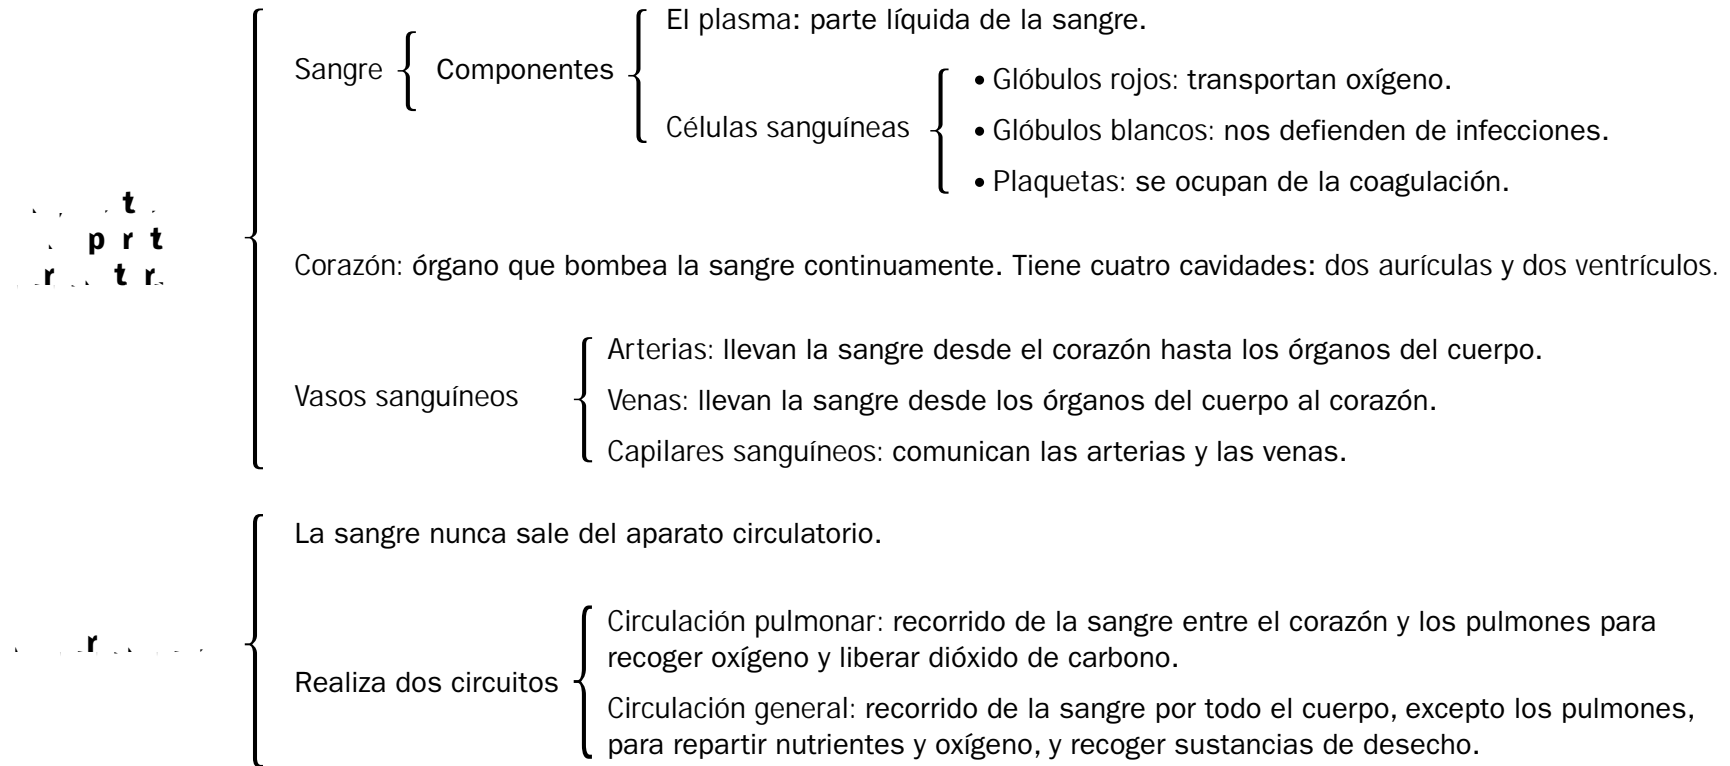 El plasma: parte líquida de la sangre.
Sangre
Componentes
Células sanguíneas
• Glóbulos rojos: transportan oxígeno.
• Glóbulos blancos: nos defienden de infecciones.
• Plaquetas: se ocupan de la coagulación.
Corazón: órgano que bombea la sangre continuamente. Tiene cuatro cavidades: dos aurículas y dos ventrículos.
Vasos sanguíneos
Arterias: llevan la sangre desde el corazón hasta los órganos del cuerpo.
Venas: llevan la sangre desde los órganos del cuerpo al corazón.
Capilares sanguíneos: comunican las arterias y las venas.
La sangre nunca sale del aparato circulatorio.
Realiza dos circuitos
Circulación pulmonar: recorrido de la sangre entre el corazón y los pulmones para
recoger oxígeno y liberar dióxido de carbono.
Circulación general: recorrido de la sangre por todo el cuerpo, excepto los pulmones,
para repartir nutrientes y oxígeno, y recoger sustancias de desecho.